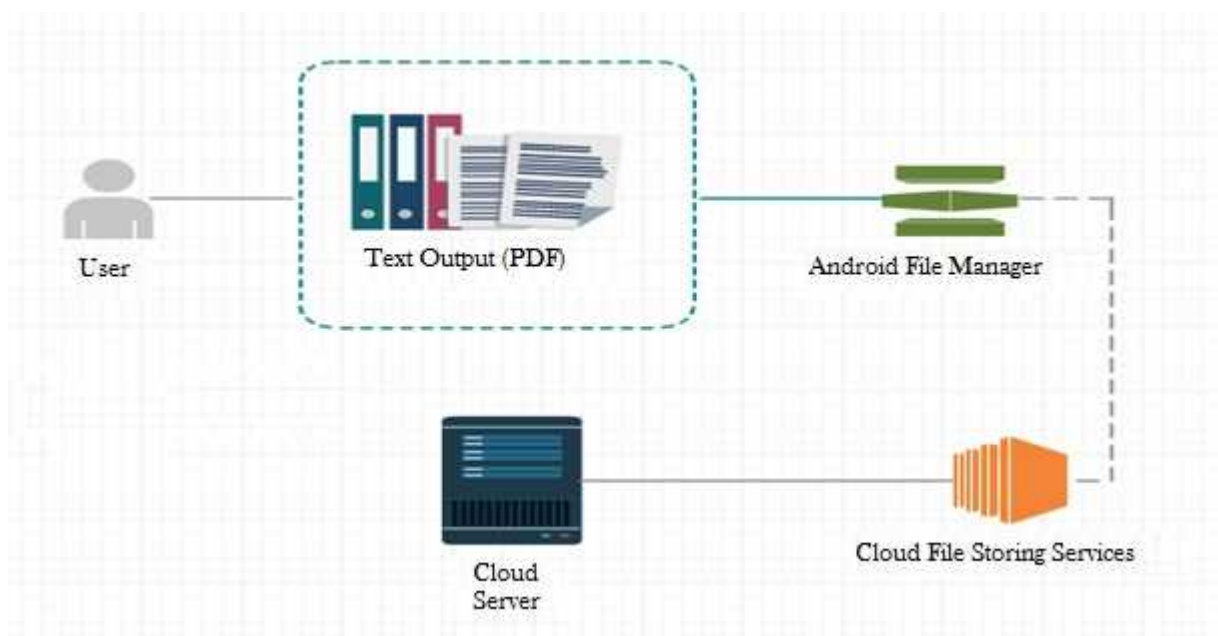 Text Output (PDF)
User
Android File Manager
Cloud File Storing Services
Cloud
Server